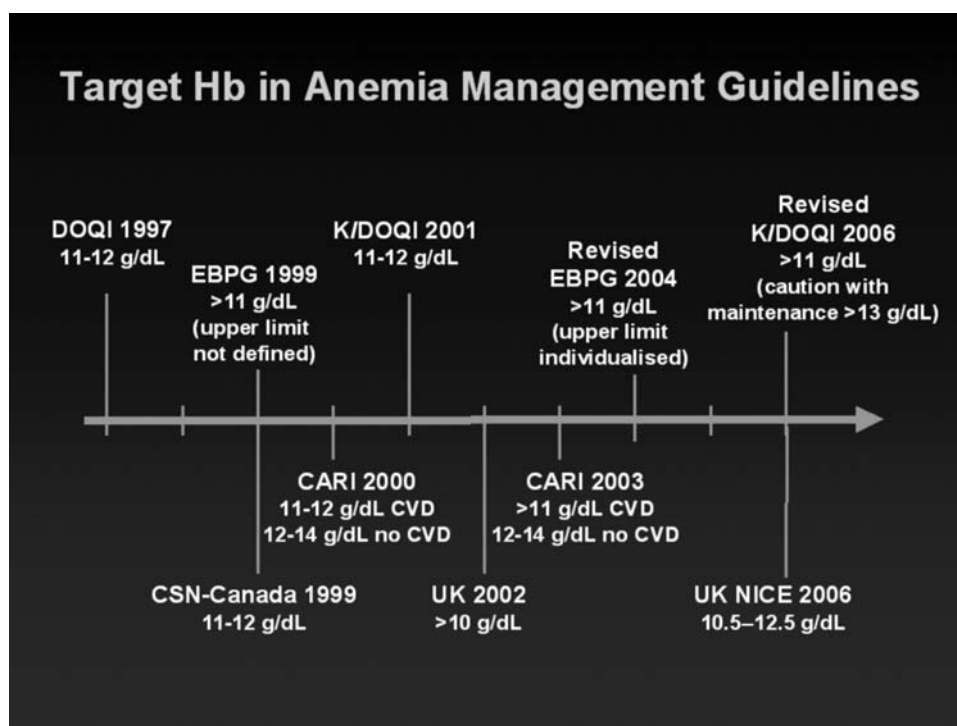 Target Hb in Anemia Management Guidelines
DOQI 1997
11-12 g/dL
EBPG 1999
>11 g/dL
(upper limit
not defined)
K/DOQI 2001
11-12 g/dL
Revised
EBPG 2004
>11 g/dL
(upper limit
individualised)
Revised
K/DOQI 2006
>11 g/dL
(caution with
maintenance >13 g/dL)
CSN-Canada 1999
11-12 g/dL
CARI 2000
11-12 g/dL CVD
12-14 g/dL no CVD
UK 2002
>10 g/dL
CARI 2003
>11 g/dL CVD
12-14 g/dL no CVD
UK NICE 2006
10.5–12.5 g/dL